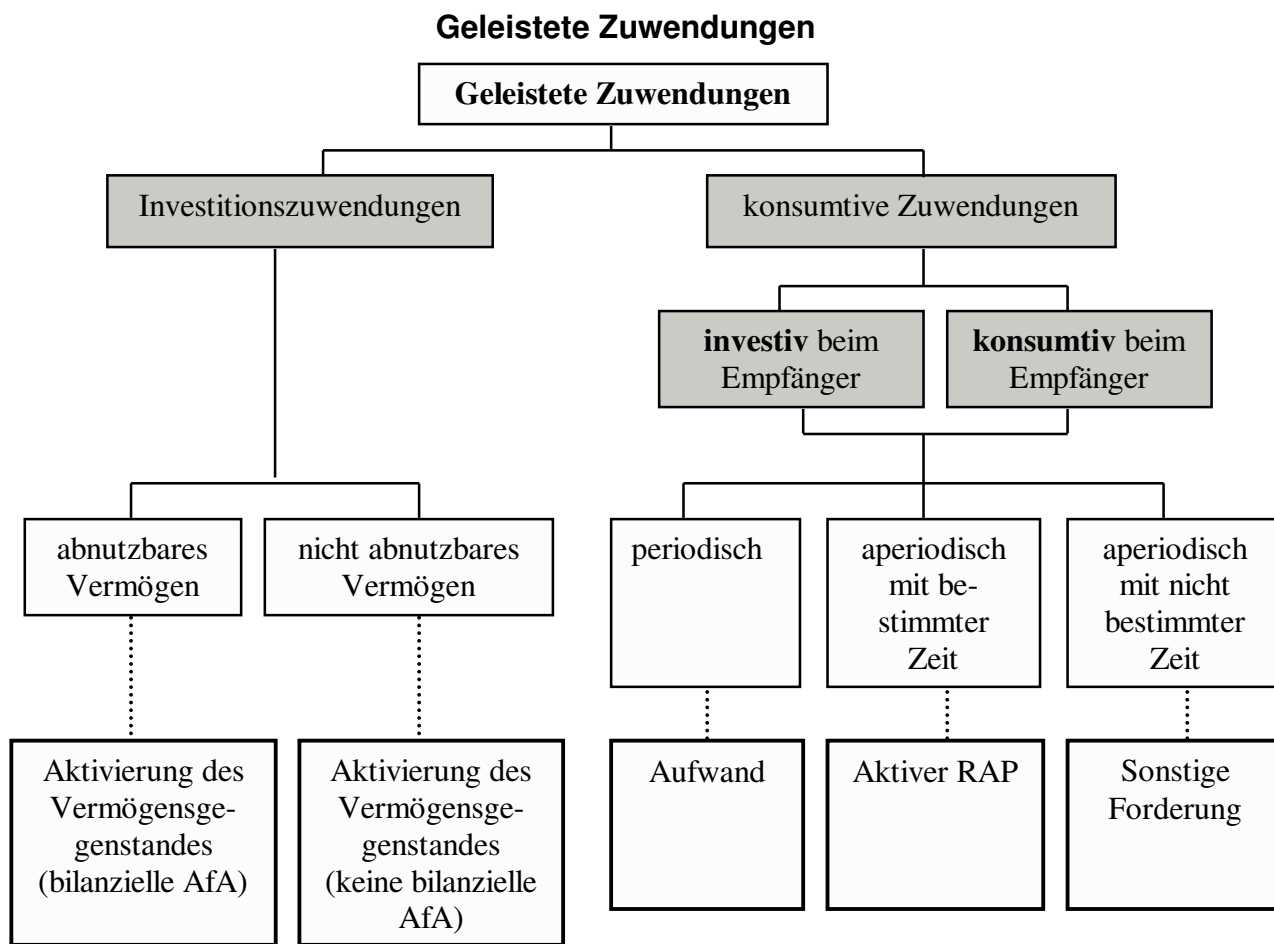 Geleistete Zuwendungen
Geleistete Zuwendungen
Investitionszuwendungen
konsumtive Zuwendungen
investiv beim
Empfänger
konsumtiv beim
Empfänger
abnutzbares
Vermögen
nicht abnutzbares
Vermögen
periodisch
aperiodisch
mit be-
stimmter
Zeit
aperiodisch
mit nicht
bestimmter
Zeit
Aktivierung des
Vermögensge-
genstandes
(bilanzielle AfA)
Aktivierung des
Vermögensge-
genstandes
(keine bilanzielle
AfA)
Aufwand
Aktiver RAP
Sonstige
Forderung